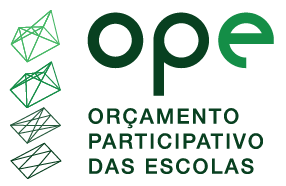 ope
ORÇAMENTO
PARTICIPATIVO
DAS ESCOLAS